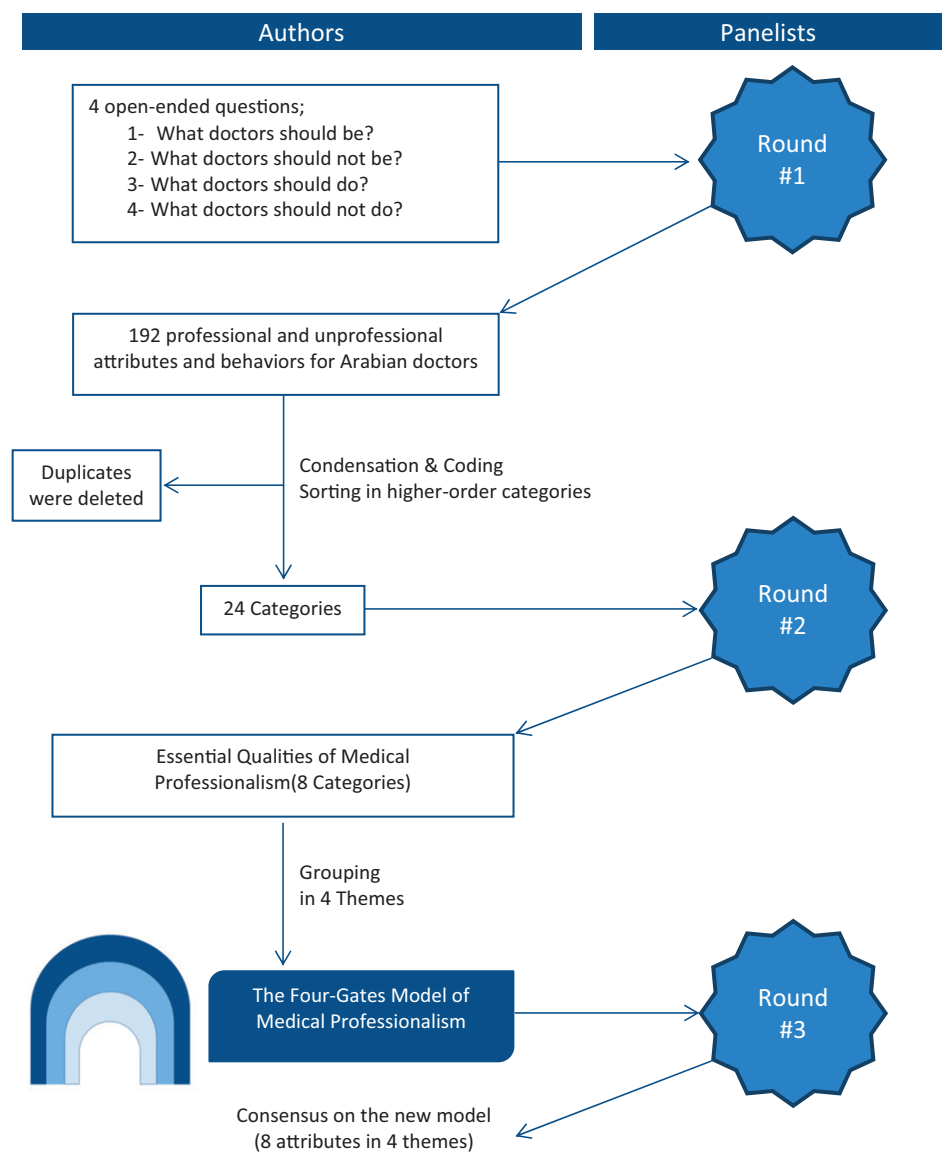 Authors
Panelists
4 open-ended questions;
1- What doctors should be?
2- What doctors should not be?
3- What doctors should do?
4- What doctors should not do?
Round
#1
192 professional and unprofessional
attributes and behaviors for Arabian doctors
Duplicates
were deleted
Condensation & Coding
Sorting in higher-order categories
24 Categories
Round
#2
Essential Qualities of Medical
Professionalism(8 Categories)
Grouping
in 4 Themes
The Four-Gates Model of
Medical Professionalism
Round
#3
Consensus on the new model
(8 attributes in 4 themes)